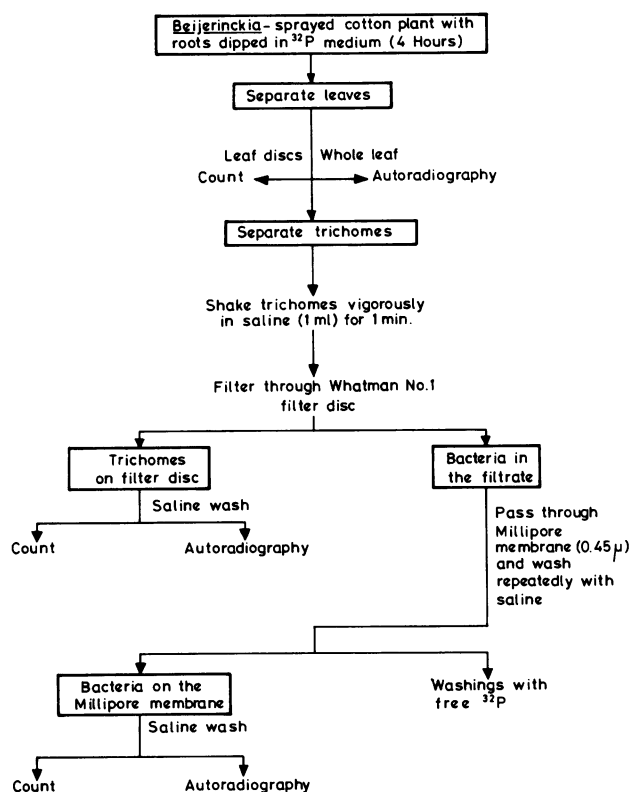 Beijerinckia - sprayed cotton plant with
roots dipped in ³²P medium (4 Hours)
Separate leaves
Leaf discs Whole leaf
Count Autoradiography
Separate trichomes
Shake trichomes vigorously
in saline (1 ml) for 1 min.
Filter through Whatman No.1
filter disc
Trichomes
on filter disc
Bacteria in
the filtrate
Saline wash
Count Autoradiography
Pass through
Millipore
membrane (0.45 µ)
and wash
repeatedly with
saline
Bacteria on the
Millipore membrane
Washings with
free ³²P
Saline wash
Count Autoradiography